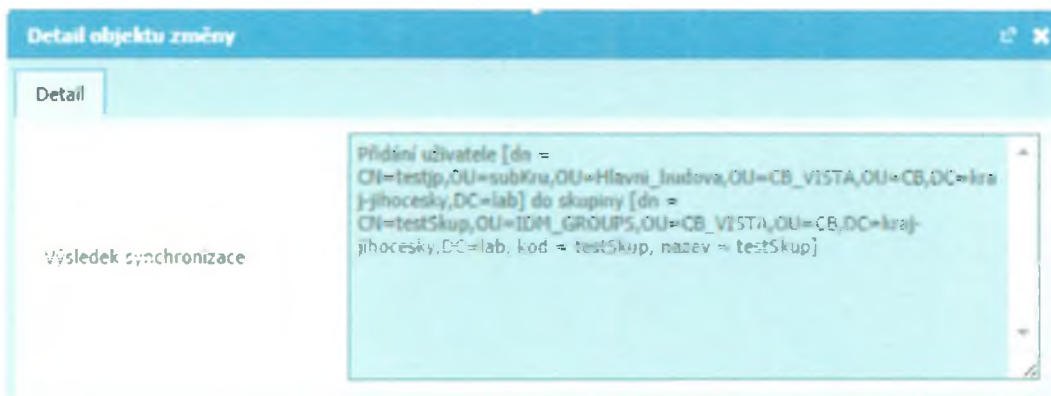 Detail objektu změny
Detail
Výsledek synchronizace
Přidání uživatele [dn =
CN=testjp,OU=subKru,OU=Hlavni_budova,OU=CB_VISTA,OU=CB,DC=kra
j-jihocesky,DC=lab] do skupiny [dn =
CN=testSkup,OU=IDM_GROUPS,OU=CB_VISTA,OU=CB,DC=kraj-
jihocesky,DC=lab, kod = testSkup, nazev = testSkup]